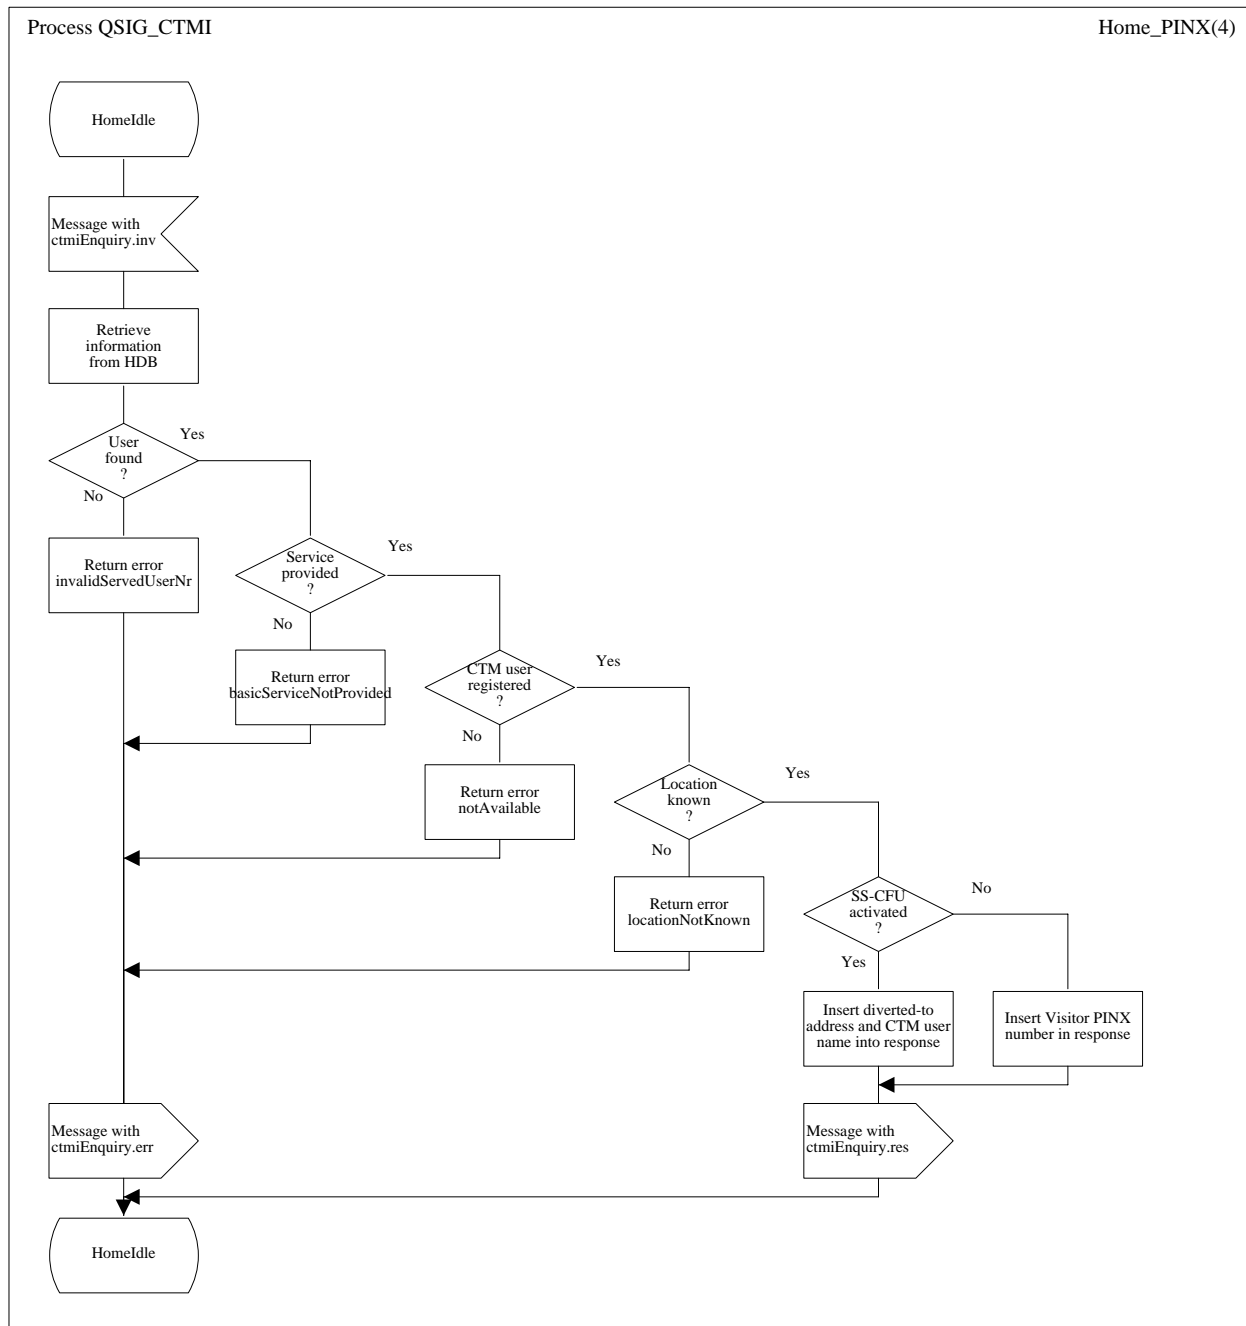 Process QSIG_CTMI
Home_PINX(4)
HomeIdle
Message with
ctmiEnquiry.inv
Retrieve
information
from HDB
User
found
?
Yes
No
Return error
invalidServedUserNr
Service
provided
?
Yes
No
Return error
basicServiceNotProvided
CTM user
registered
?
Yes
No
Return error
notAvailable
Location
known
?
Yes
No
Return error
locationNotKnown
SS-CFU
activated
?
No
Yes
Insert diverted-to
address and CTM user
name into response
Insert Visitor PINX
number in response
Message with
ctmiEnquiry.err
Message with
ctmiEnquiry.res
HomeIdle